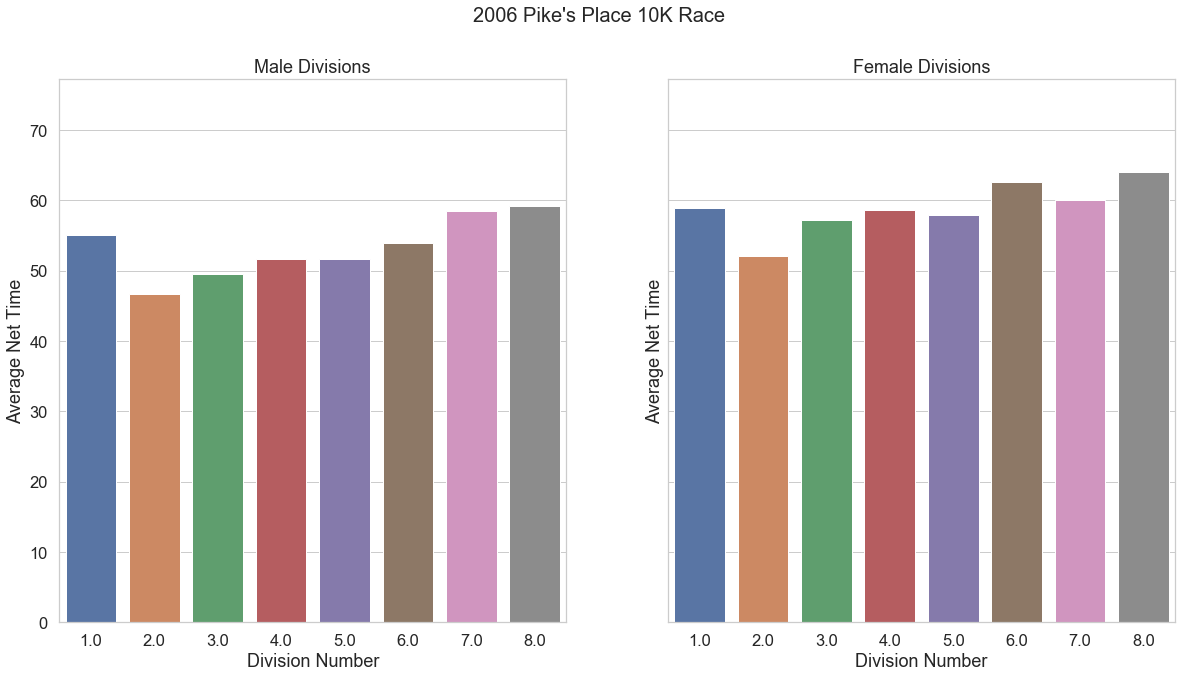 2006 Pike's Place 10K Race
Male Divisions
Average Net Time
70
60
50
40
30
20
10
0
1.0 2.0 3.0 4.0 5.0 6.0 7.0 8.0
Division Number
Female Divisions
Average Net Time
1.0 2.0 3.0 4.0 5.0 6.0 7.0 8.0
Division Number